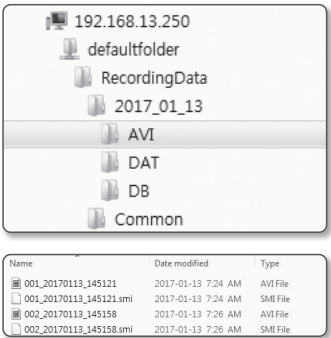 192.168.13.250
defaultfolder
RecordingData
2017_01_13
AVI
DAT
DB
Common
Name Date modified Type
001_20170113_145121 2017-01-13 7:24 AM AVI File
001_20170113_145121.smi 2017-01-13 7:24 AM SMI File
002_20170113_145158 2017-01-13 7:26 AM AVI File
002_20170113_145158.smi 2017-01-13 7:26 AM SMI File